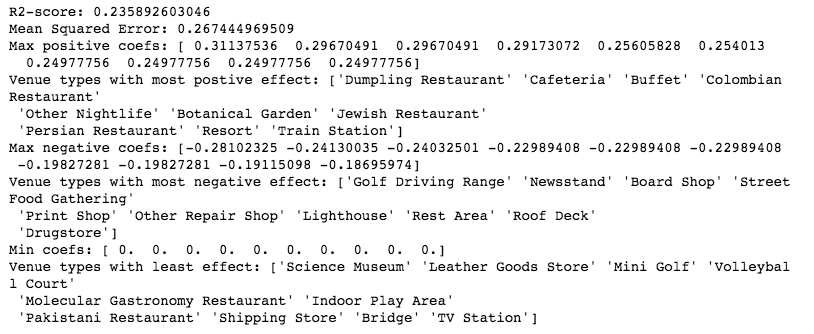 R2-score: 0.235892603046
Mean Squared Error: 0.267444969509
Max positive coefs: [ 0.31137536  0.29670491  0.29670491  0.29173072  0.25605828  0.254013
  0.24977756  0.24977756  0.24977756  0.24977756]
Venue types with most postive effect: ['Dumpling Restaurant' 'Cafeteria' 'Buffet' 'Colombian
Restaurant'
 'Other Nightlife' 'Botanical Garden' 'Jewish Restaurant'
 'Persian Restaurant' 'Resort' 'Train Station']
Max negative coefs: [-0.28102325 -0.24130035 -0.24032501 -0.22989408 -0.22989408 -0.22989408
 -0.19827281 -0.19827281 -0.19115098 -0.18695974]
Venue types with most negative effect: ['Golf Driving Range' 'Newsstand' 'Board Shop' 'Street
Food Gathering'
 'Print Shop' 'Other Repair Shop' 'Lighthouse' 'Rest Area' 'Roof Deck'
 'Drugstore']
Min coefs: [ 0.  0.  0.  0.  0.  0.  0.  0.  0.  0.]
Venue types with least effect: ['Science Museum' 'Leather Goods Store' 'Mini Golf' 'Volleybal
l Court'
 'Molecular Gastronomy Restaurant' 'Indoor Play Area'
 'Pakistani Restaurant' 'Shipping Store' 'Bridge' 'TV Station']